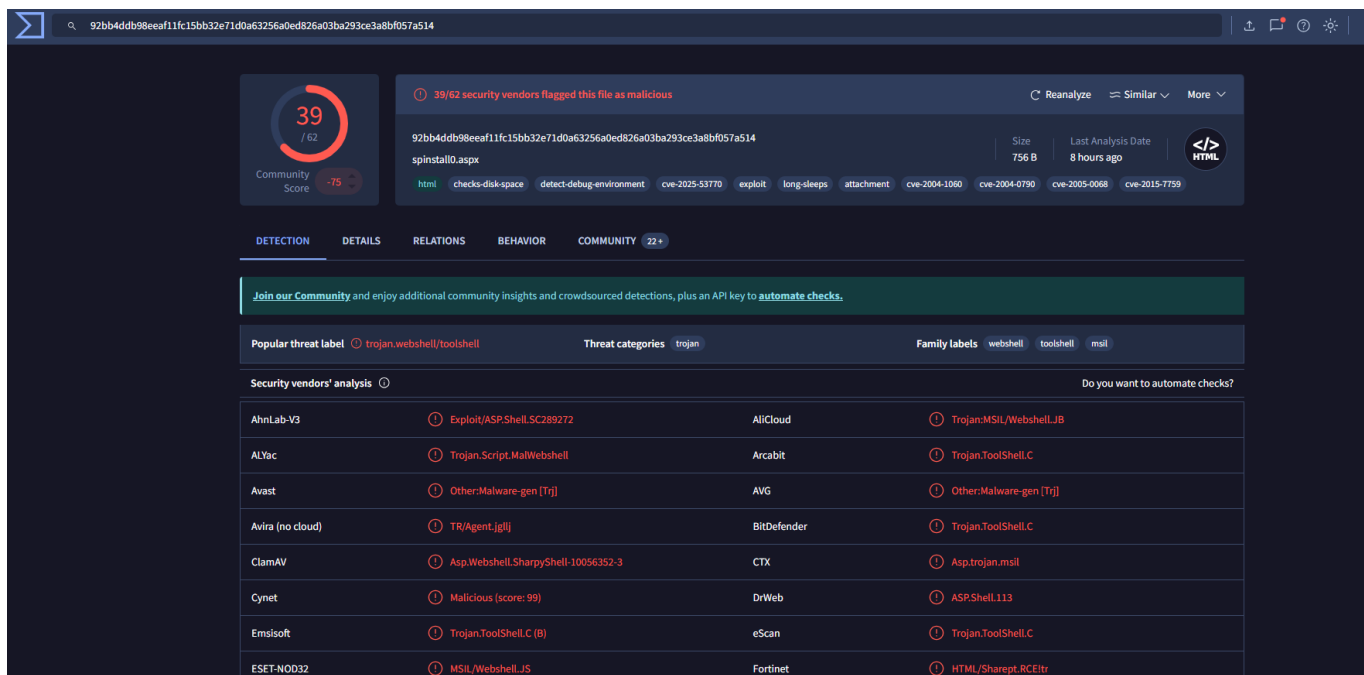 92bb4ddb98eeaf11fc15bb32e71d0a63256a0ed826a03ba293ce3a8bf057a514
39
/ 62
Community
Score
-75
39/62 security vendors flagged this file as malicious
Reanalyze
Similar
More
92bb4ddb98eeaf11fc15bb32e71d0a63256a0ed826a03ba293ce3a8bf057a514
spinstall0.aspx
Size
756 B
Last Analysis Date
8 hours ago
</>
HTML
html checks-disk-space detect-debug-environment cve-2025-53770 exploit long-sleeps attachment cve-2004-1060 cve-2004-0790 cve-2005-0068 cve-2015-7759
DETECTION DETAILS RELATIONS BEHAVIOR COMMUNITY 22+
Join our Community and enjoy additional community insights and crowdsourced detections, plus an API key to automate checks.
Popular threat label trojan.webshell/toolshell Threat categories trojan Family labels webshell toolshell msil
Security vendors' analysis Do you want to automate checks?
AhnLab-V3 Exploit/ASP.Shell.SC289272 AliCloud Trojan:MSIL/Webshell.JB
ALYac Trojan.Script.MalWebshell Arcabit Trojan.ToolShell.C
Avast Other:Malware-gen [Trj] AVG Other:Malware-gen [Trj]
Avira (no cloud) TR/Agent.jgllj BitDefender Trojan.ToolShell.C
ClamAV Asp.Webshell.SharpyShell-10056352-3 CTX Asp.trojan.msil
Cynet Malicious (score: 99) DrWeb ASP.Shell.113
Emsisoft Trojan.ToolShell.C (B) eScan Trojan.ToolShell.C
ESET-NOD32 MSIL/Webshell.JS Fortinet HTML/Sharept.RCE!tr